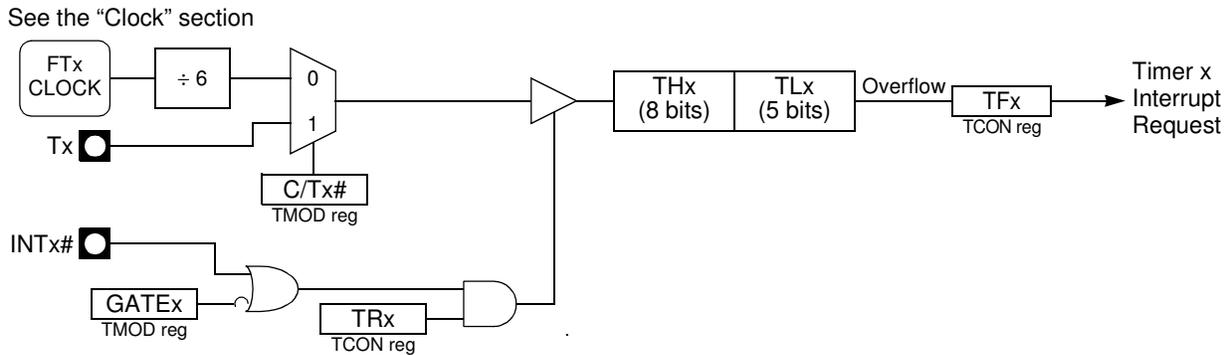 See the “Clock” section
FTx
CLOCK
÷ 6
0
1
Tx
C/Tx#
TMOD reg
THx
(8 bits)
TLx
(5 bits)
Overflow
TFx
TCON reg
Timer x
Interrupt
Request
INTx#
GATEx
TMOD reg
TRx
TCON reg